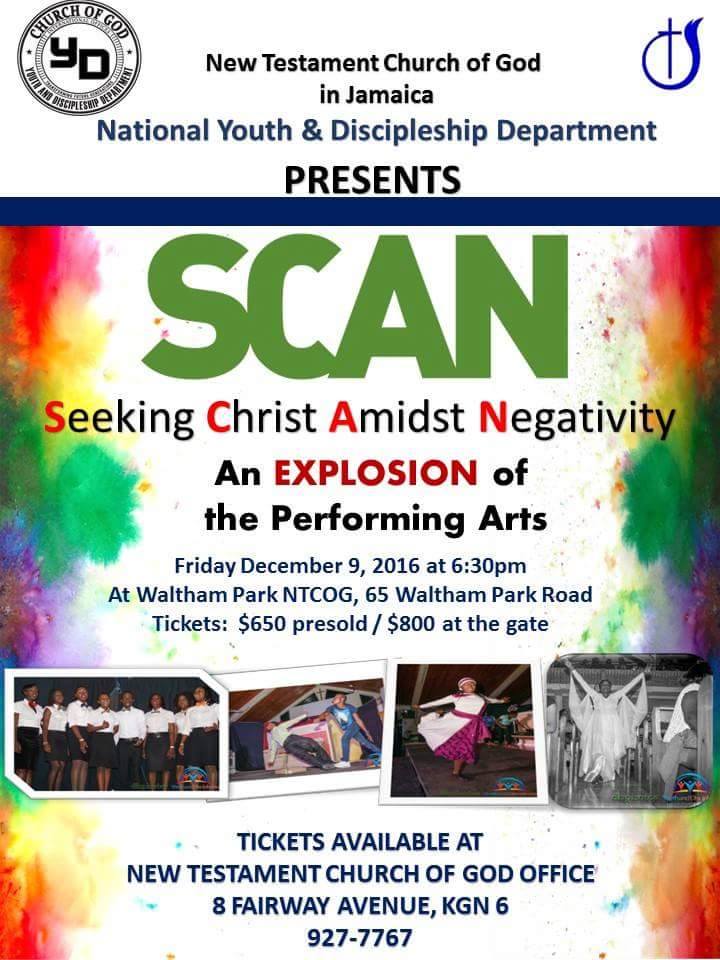 CHURCH OF GOD
YD
YOUTH AND DISCIPLESHIP DEPARTMENT
New Testament Church of God
in Jamaica
National Youth & Discipleship Department
PRESENTS
SCAN
Seeking Christ Amidst Negativity
An EXPLOSION of
the Performing Arts
Friday December 9, 2016 at 6:30pm
At Waltham Park NTCOG, 65 Waltham Park Road
Tickets: $650 presold / $800 at the gate
TICKETS AVAILABLE AT
NEW TESTAMENT CHURCH OF GOD OFFICE
8 FAIRWAY AVENUE, KGN 6
927-7767